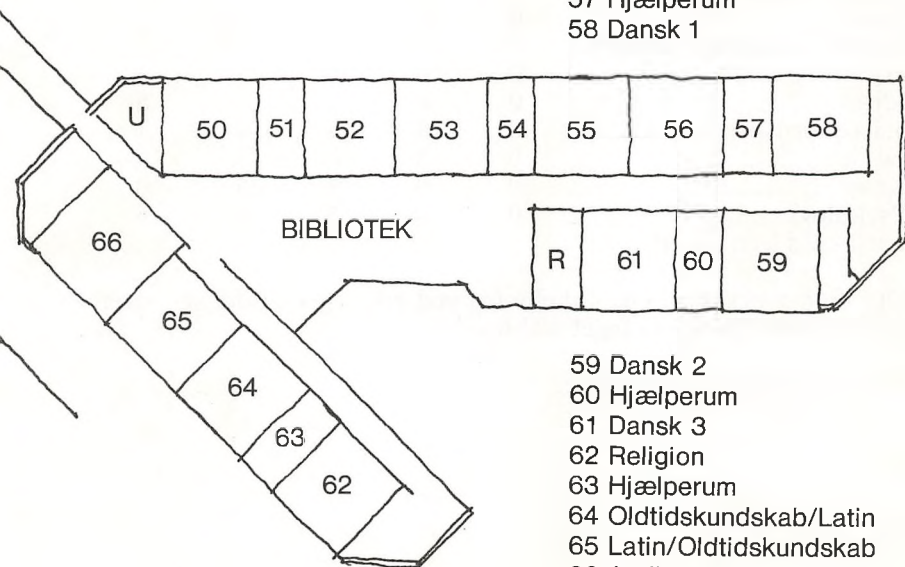 57 Hjælperum
58 Dansk 1
U 50 51 52 53 54 55 56 57 58
66 BIBLIOTEK R 61 60 59
65
64
63
62
59 Dansk 2
60 Hjælperum
61 Dansk 3
62 Religion
63 Hjælperum
64 Oldtidskundskab/Latin
65 Latin/Oldtidskundskab